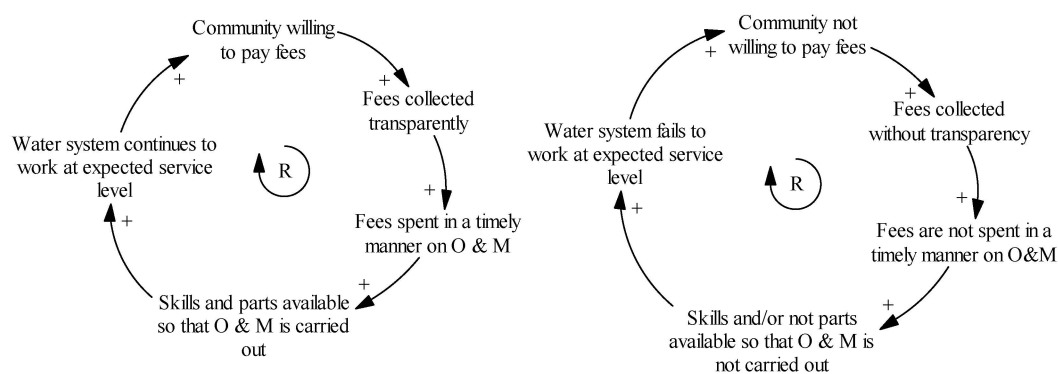 Community willing
to pay fees
+
Fees collected
transparently
+
Fees spent in a timely
manner on O & M
+
Skills and parts available
so that O & M is carried
out
+
Water system continues to
work at expected service
level
+
R
Community not
willing to pay fees
+
Fees collected
without transparency
+
Fees are not spent in a
timely manner on O&M
+
Skills and/or not parts
available so that O & M is
not carried out
+
Water system fails to
work at expected service
level
+
R